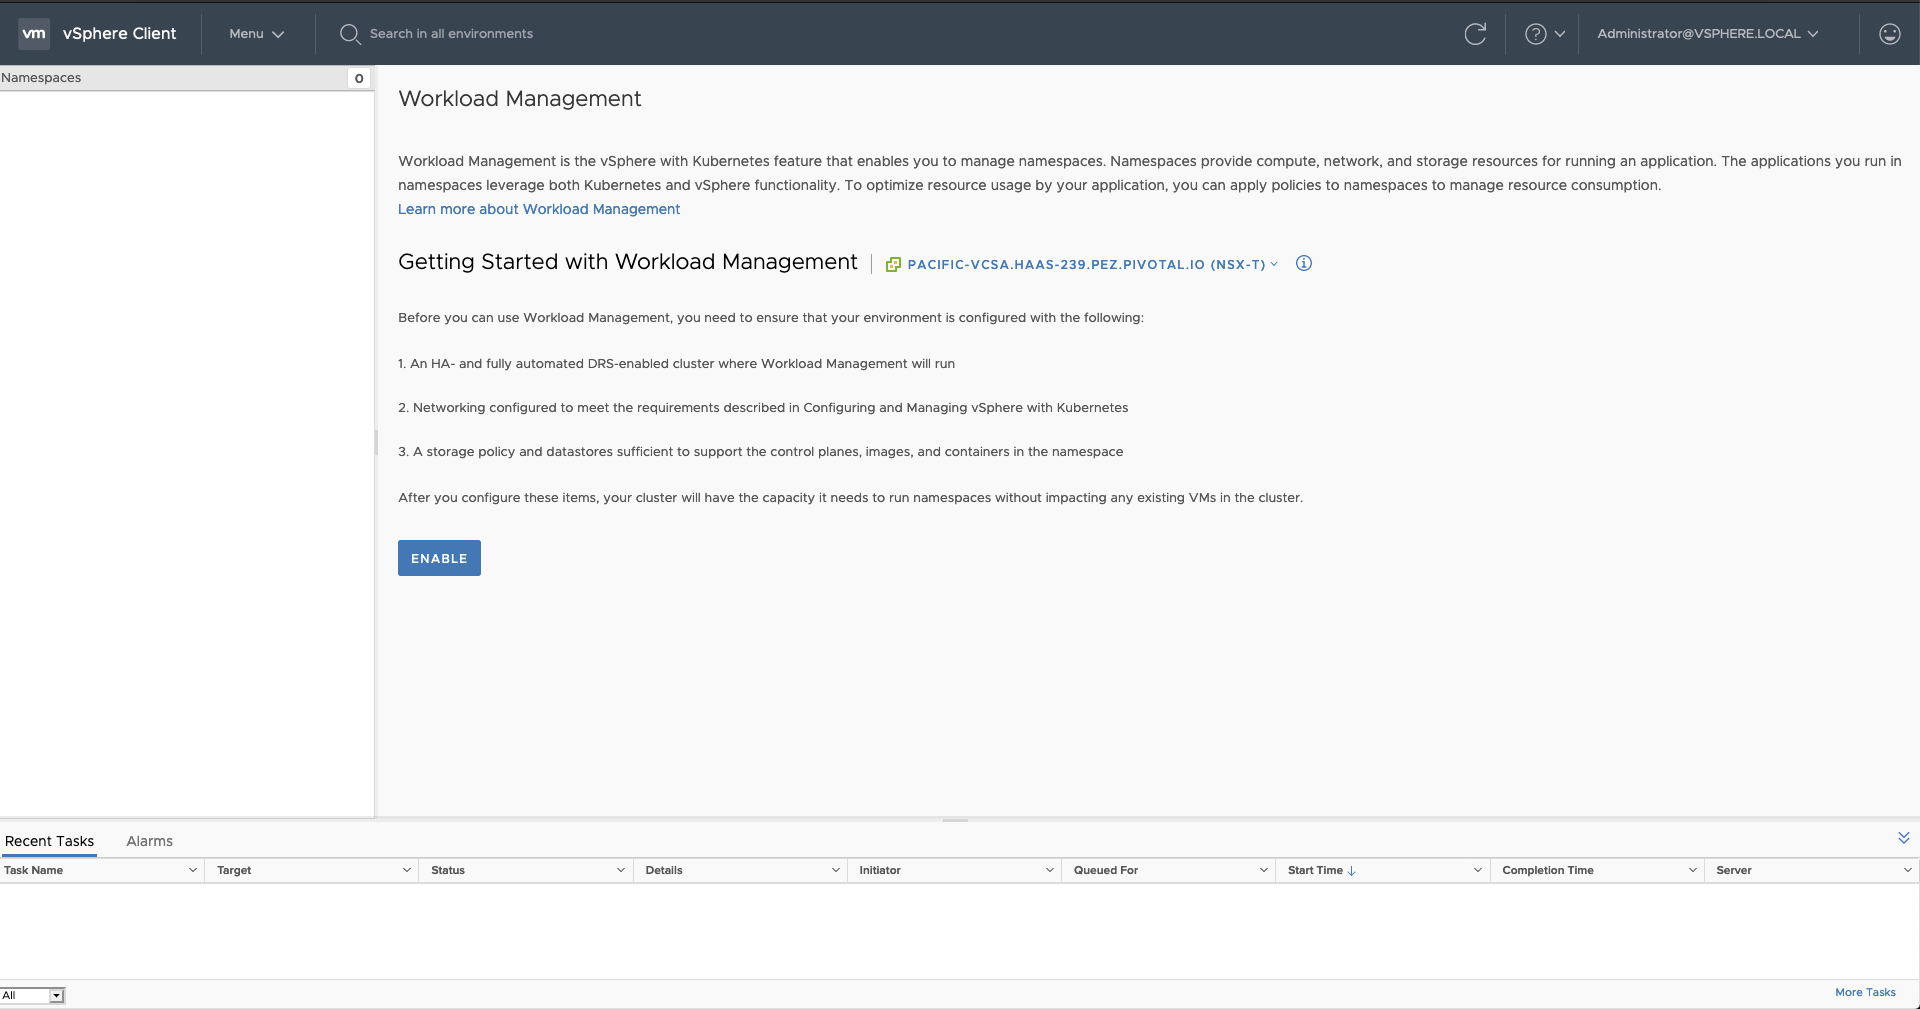 vm vSphere Client Menu Search in all environments Administrator@VSPHERE.LOCAL
Namespaces 0
Workload Management
Workload Management is the vSphere with Kubernetes feature that enables you to manage namespaces. Namespaces provide compute, network, and storage resources for running an application. The applications you run in
namespaces leverage both Kubernetes and vSphere functionality. To optimize resource usage by your application, you can apply policies to namespaces to manage resource consumption.
Learn more about Workload Management
Getting Started with Workload Management PACIFIC-VCSA.HAAS-239.PEZ.PIVOTAL.IO (NSX-T)
Before you can use Workload Management, you need to ensure that your environment is configured with the following:
1. An HA- and fully automated DRS-enabled cluster where Workload Management will run
2. Networking configured to meet the requirements described in Configuring and Managing vSphere with Kubernetes
3. A storage policy and datastores sufficient to support the control planes, images, and containers in the namespace
After you configure these items, your cluster will have the capacity it needs to run namespaces without impacting any existing VMs in the cluster.
ENABLE
Recent Tasks Alarms
Task Name Target Status Details Initiator Queued For Start Time Completion Time Server
All More Tasks